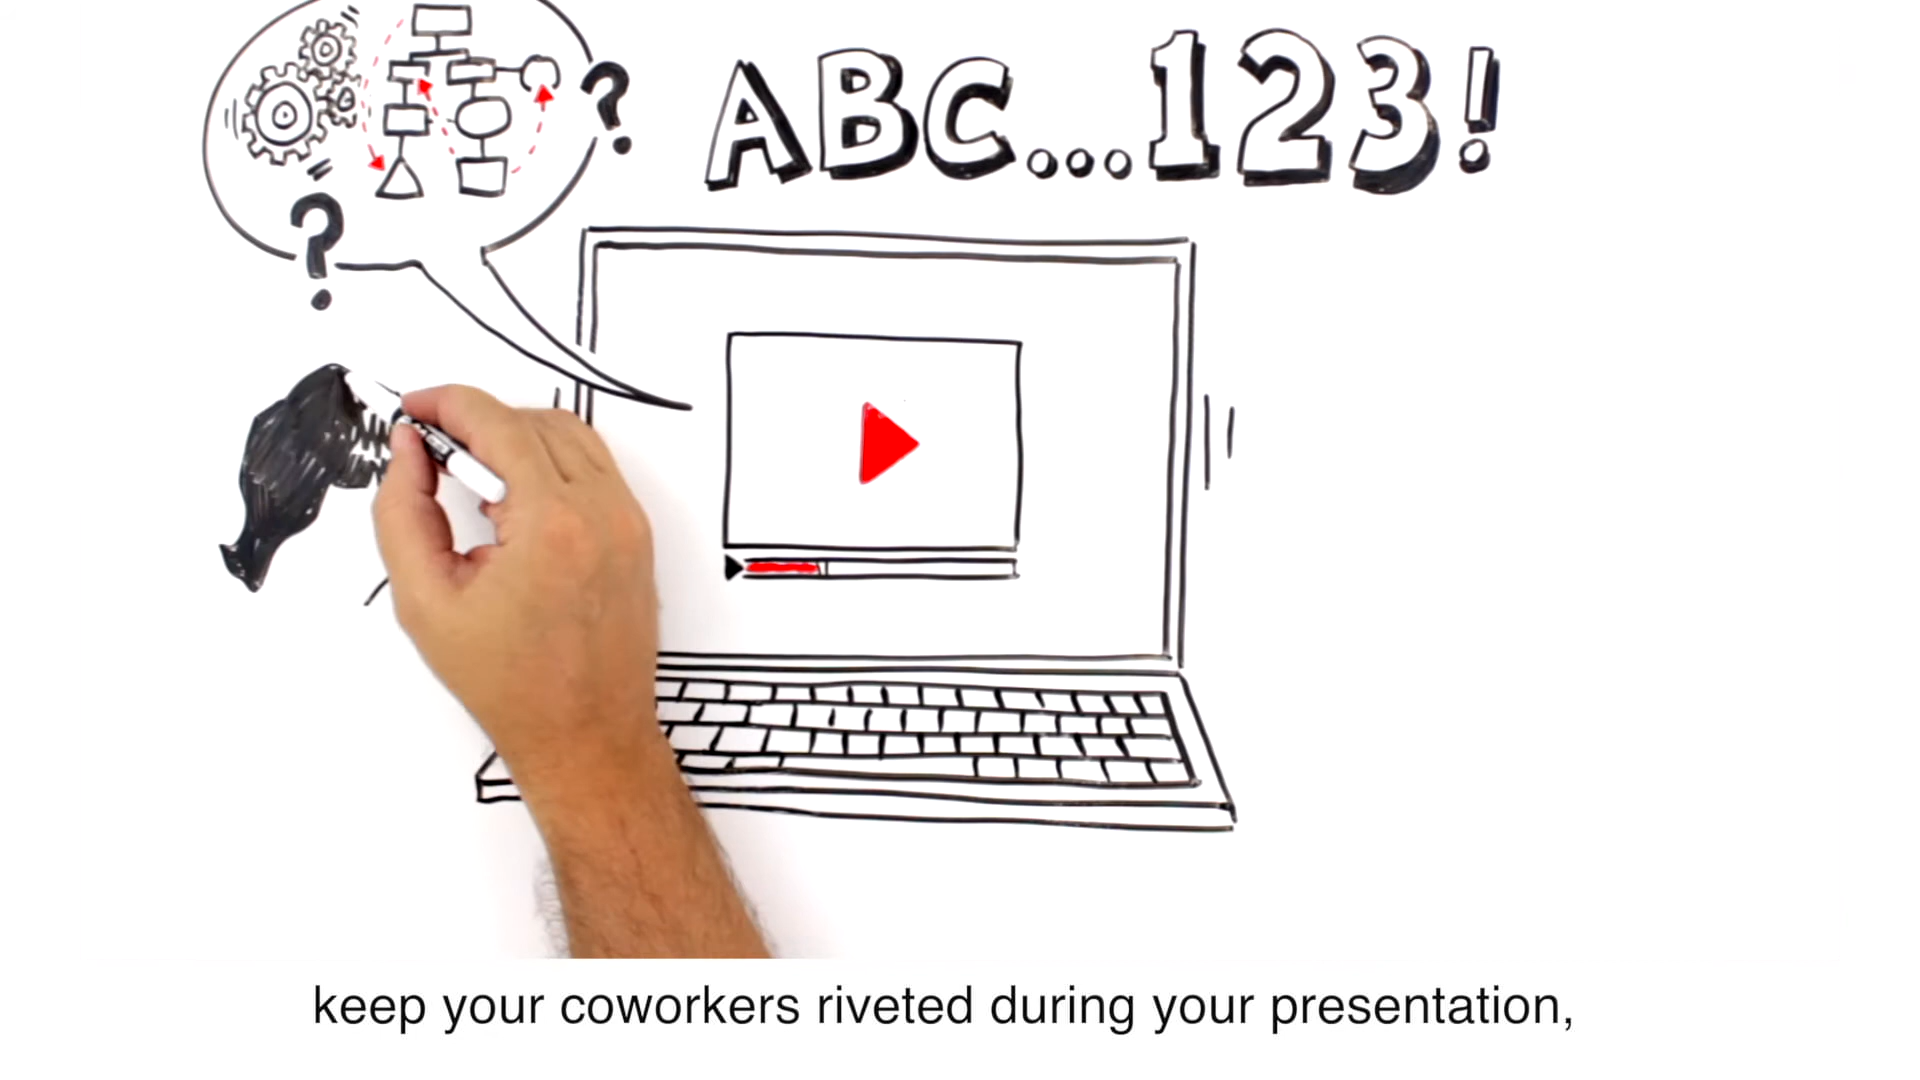 ? ABC...123!
?
keep your coworkers riveted during your presentation,